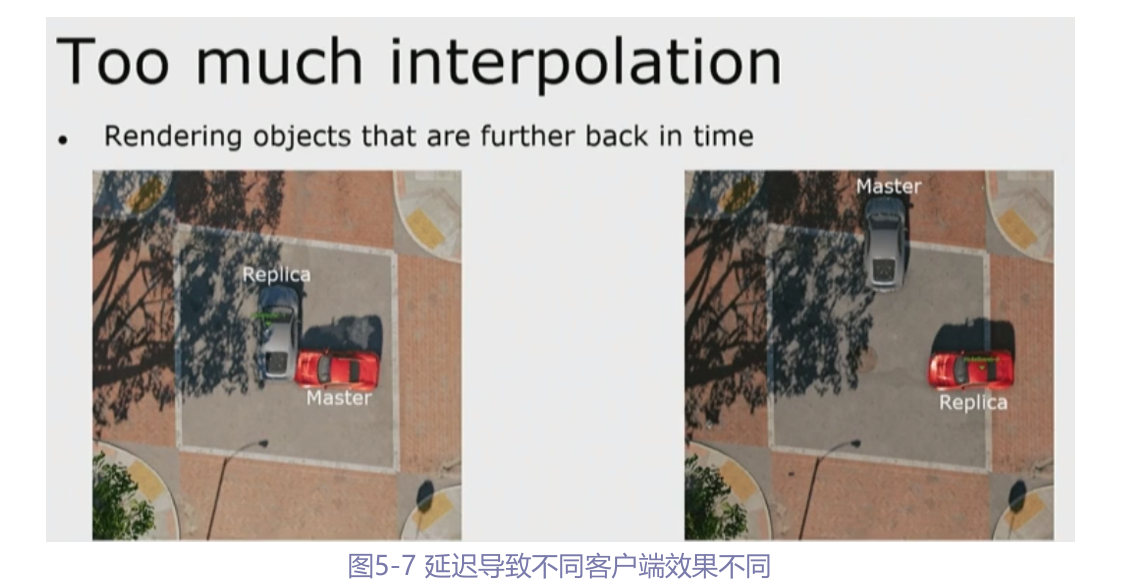 Too much interpolation
• Rendering objects that are further back in time
Replica
Master
Master
Replica
图5-7 延迟导致不同客户端效果不同